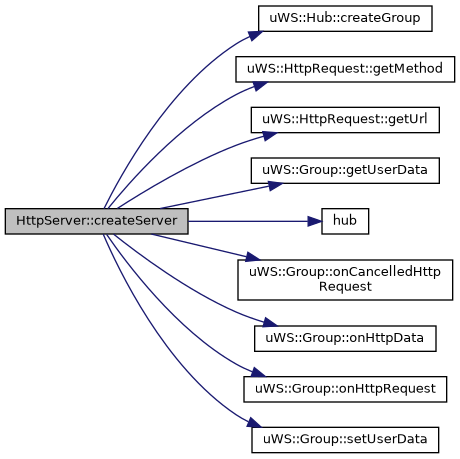 uWS::Hub::createGroup
uWS::HttpRequest::getMethod
uWS::HttpRequest::getUrl
uWS::Group::getUserData
HttpServer::createServer
hub
uWS::Group::onCancelledHttp
Request
uWS::Group::onHttpData
uWS::Group::onHttpRequest
uWS::Group::setUserData